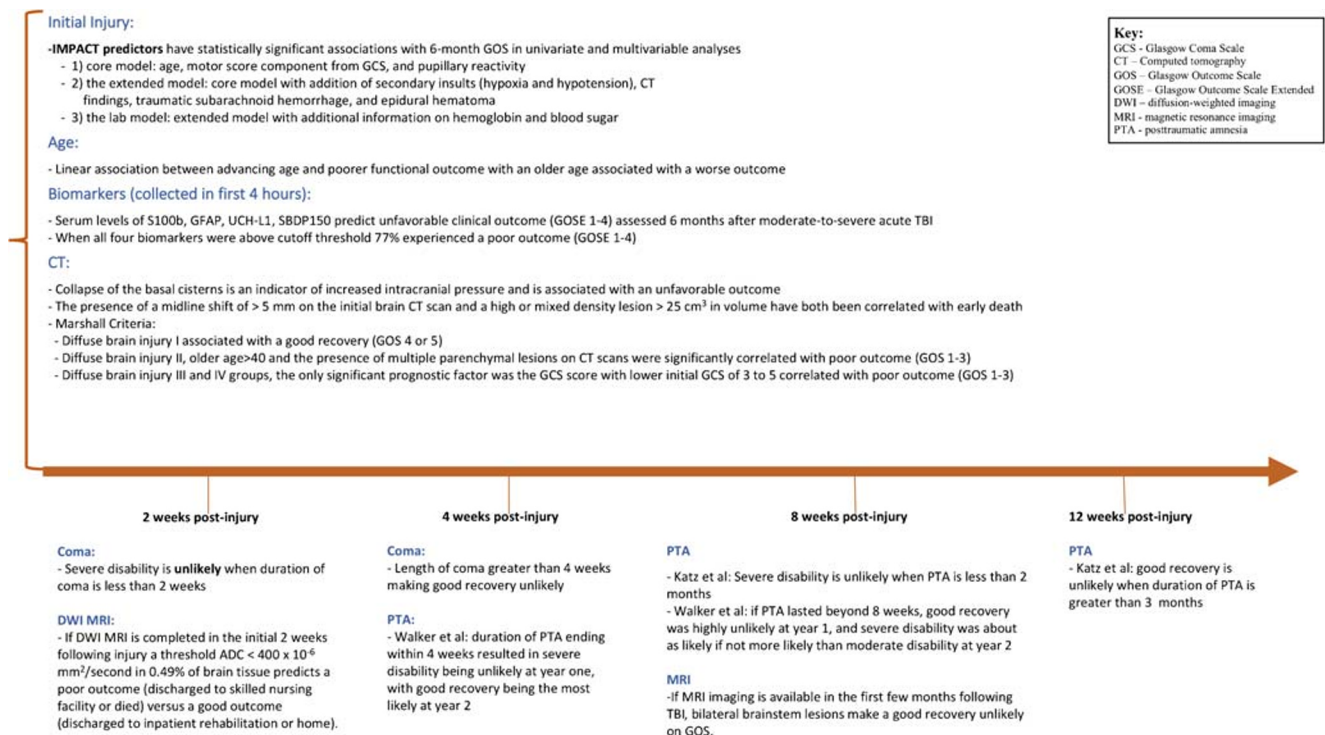 Initial Injury:
-IMPACT predictors have statistically significant associations with 6-month GOS in univariate and multivariable analyses
- 1) core model: age, motor score component from GCS, and pupillary reactivity
- 2) the extended model: core model with addition of secondary insults (hypoxia and hypotension), CT
findings, traumatic subarachnoid hemorrhage, and epidural hematoma
- 3) the lab model: extended model with additional information on hemoglobin and blood sugar
Age:
- Linear association between advancing age and poorer functional outcome with an older age associated with a worse outcome
Biomarkers (collected in first 4 hours):
- Serum levels of S100b, GFAP, UCH-L1, SBDP150 predict unfavorable clinical outcome (GOSE 1-4) assessed 6 months after moderate-to-severe acute TBI
- When all four biomarkers were above cutoff threshold 77% experienced a poor outcome (GOSE 1-4)
CT:
- Collapse of the basal cisterns is an indicator of increased intracranial pressure and is associated with an unfavorable outcome
- The presence of a midline shift of > 5 mm on the initial brain CT scan and a high or mixed density lesion > 25 cm³ in volume have both been correlated with early death
- Marshall Criteria:
- Diffuse brain injury I associated with a good recovery (GOS 4 or 5)
- Diffuse brain injury II, older age>40 and the presence of multiple parenchymal lesions on CT scans were significantly correlated with poor outcome (GOS 1-3)
- Diffuse brain injury III and IV groups, the only significant prognostic factor was the GCS score with lower initial GCS of 3 to 5 correlated with poor outcome (GOS 1-3)
Key:
GCS - Glasgow Coma Scale
CT – Computed tomography
GOS – Glasgow Outcome Scale
GOSE – Glasgow Outcome Scale Extended
DWI – diffusion-weighted imaging
MRI - magnetic resonance imaging
PTA - posttraumatic amnesia
2 weeks post-injury
Coma:
- Severe disability is unlikely when duration of
coma is less than 2 weeks
DWI MRI:
- If DWI MRI is completed in the initial 2 weeks
following injury a threshold ADC < 400 x 10⁻⁶
mm²/second in 0.49% of brain tissue predicts a
poor outcome (discharged to skilled nursing
facility or died) versus a good outcome
(discharged to inpatient rehabilitation or home).
4 weeks post-injury
Coma:
- Length of coma greater than 4 weeks
making good recovery unlikely
PTA:
- Walker et al: duration of PTA ending
within 4 weeks resulted in severe
disability being unlikely at year one,
with good recovery being the most
likely at year 2
8 weeks post-injury
PTA
- Katz et al: Severe disability is unlikely when PTA is less than 2
months
- Walker et al: if PTA lasted beyond 8 weeks, good recovery
was highly unlikely at year 1, and severe disability was about
as likely if not more likely than moderate disability at year 2
MRI
-If MRI imaging is available in the first few months following
TBI, bilateral brainstem lesions make a good recovery unlikely
on GOS.
12 weeks post-injury
PTA
- Katz et al: good recovery is
unlikely when duration of PTA is
greater than 3 months